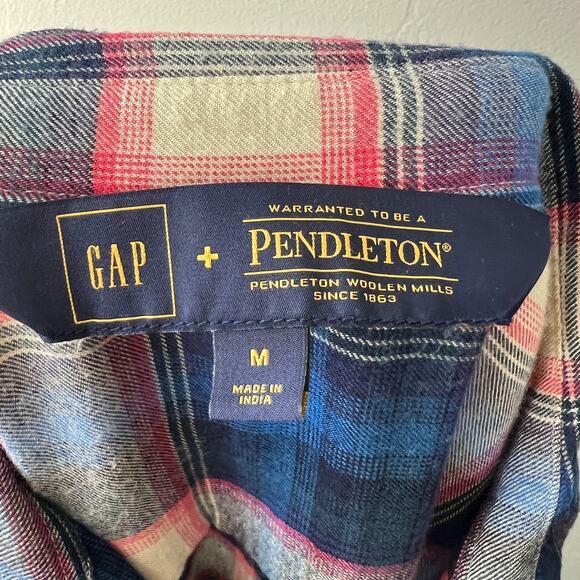 GAP
+
WARRANTED TO BE A
PENDLETON®
PENDLETON WOOLEN MILLS
SINCE 1863
M
MADE IN
INDIA